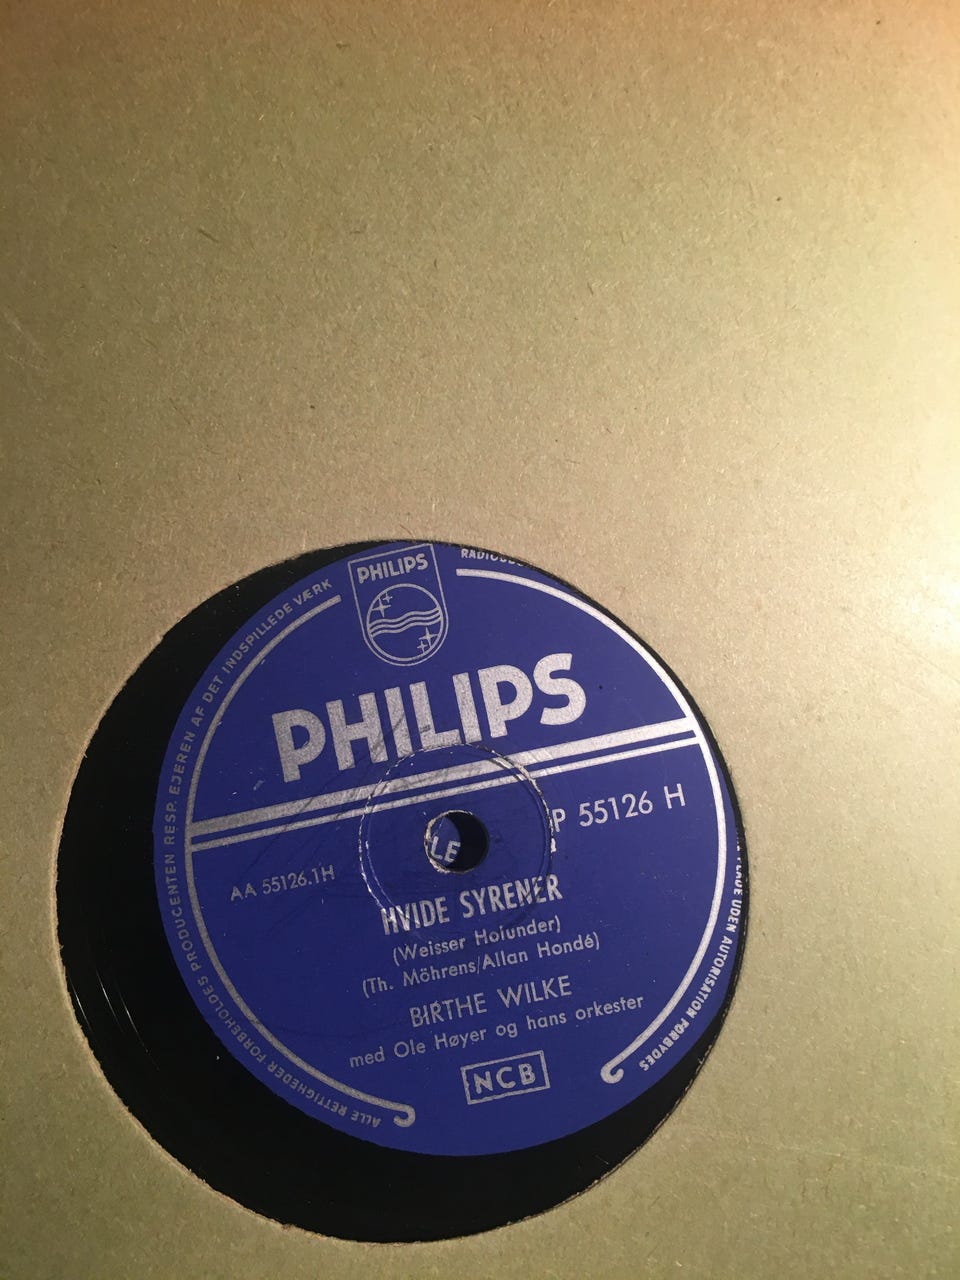 PHILIPS
PHILIPS
P 55126 H
AA 55126.1H
LE
HVIDE SYRENER
(Weisser Holunder)
(Th. Möhrens/Allan Hondé)
BIRTHE WILKE
med Ole Høyer og hans orkester
NCB
ALLE RETTIGHEDER FORBEHOLDES PRODUCENTEN RESP. EJEREN AF DET INDSPILLEDE VÆRK
UDEN AUTORISATION FORBYDES